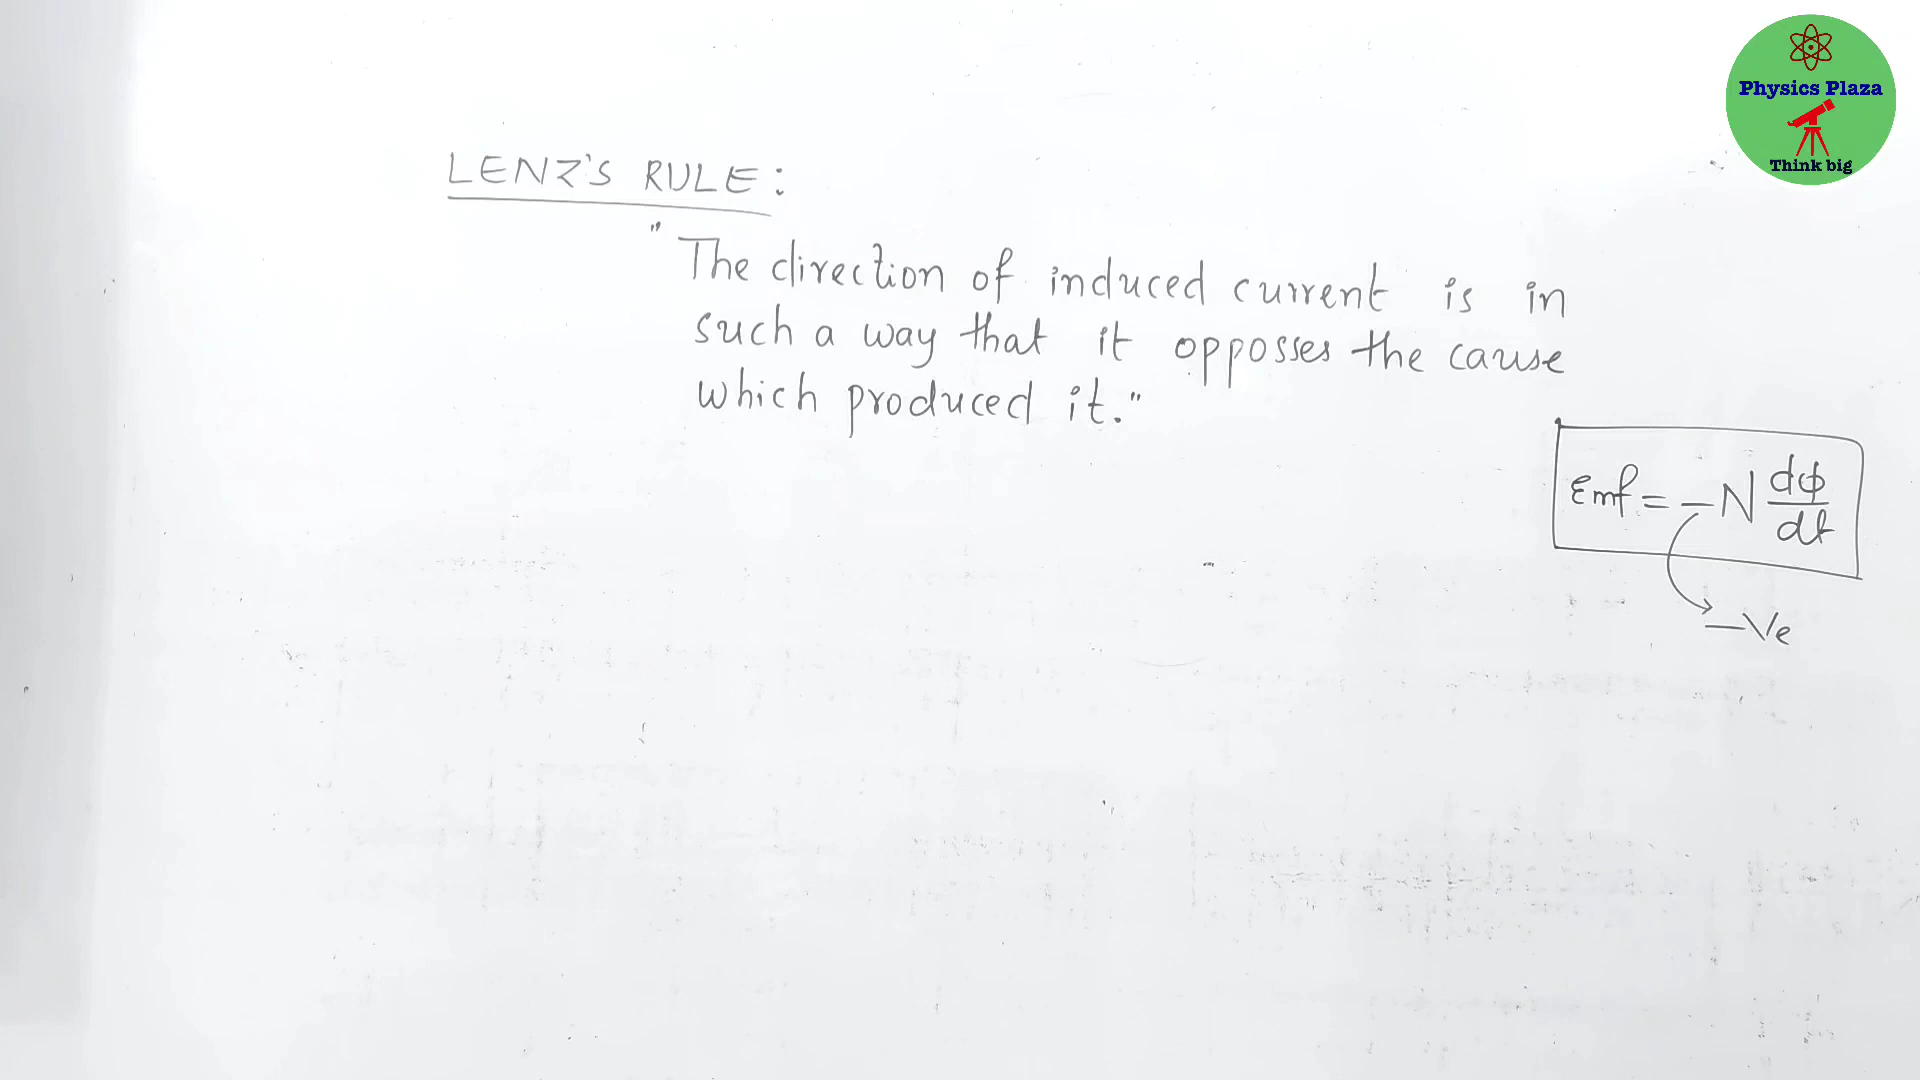 Physics Plaza
Think big
LENZ'S RULE:
" The direction of induced current is in
such a way that it opposses the cause
which produced it."
Emf = -N dϕ/dt
-Ve